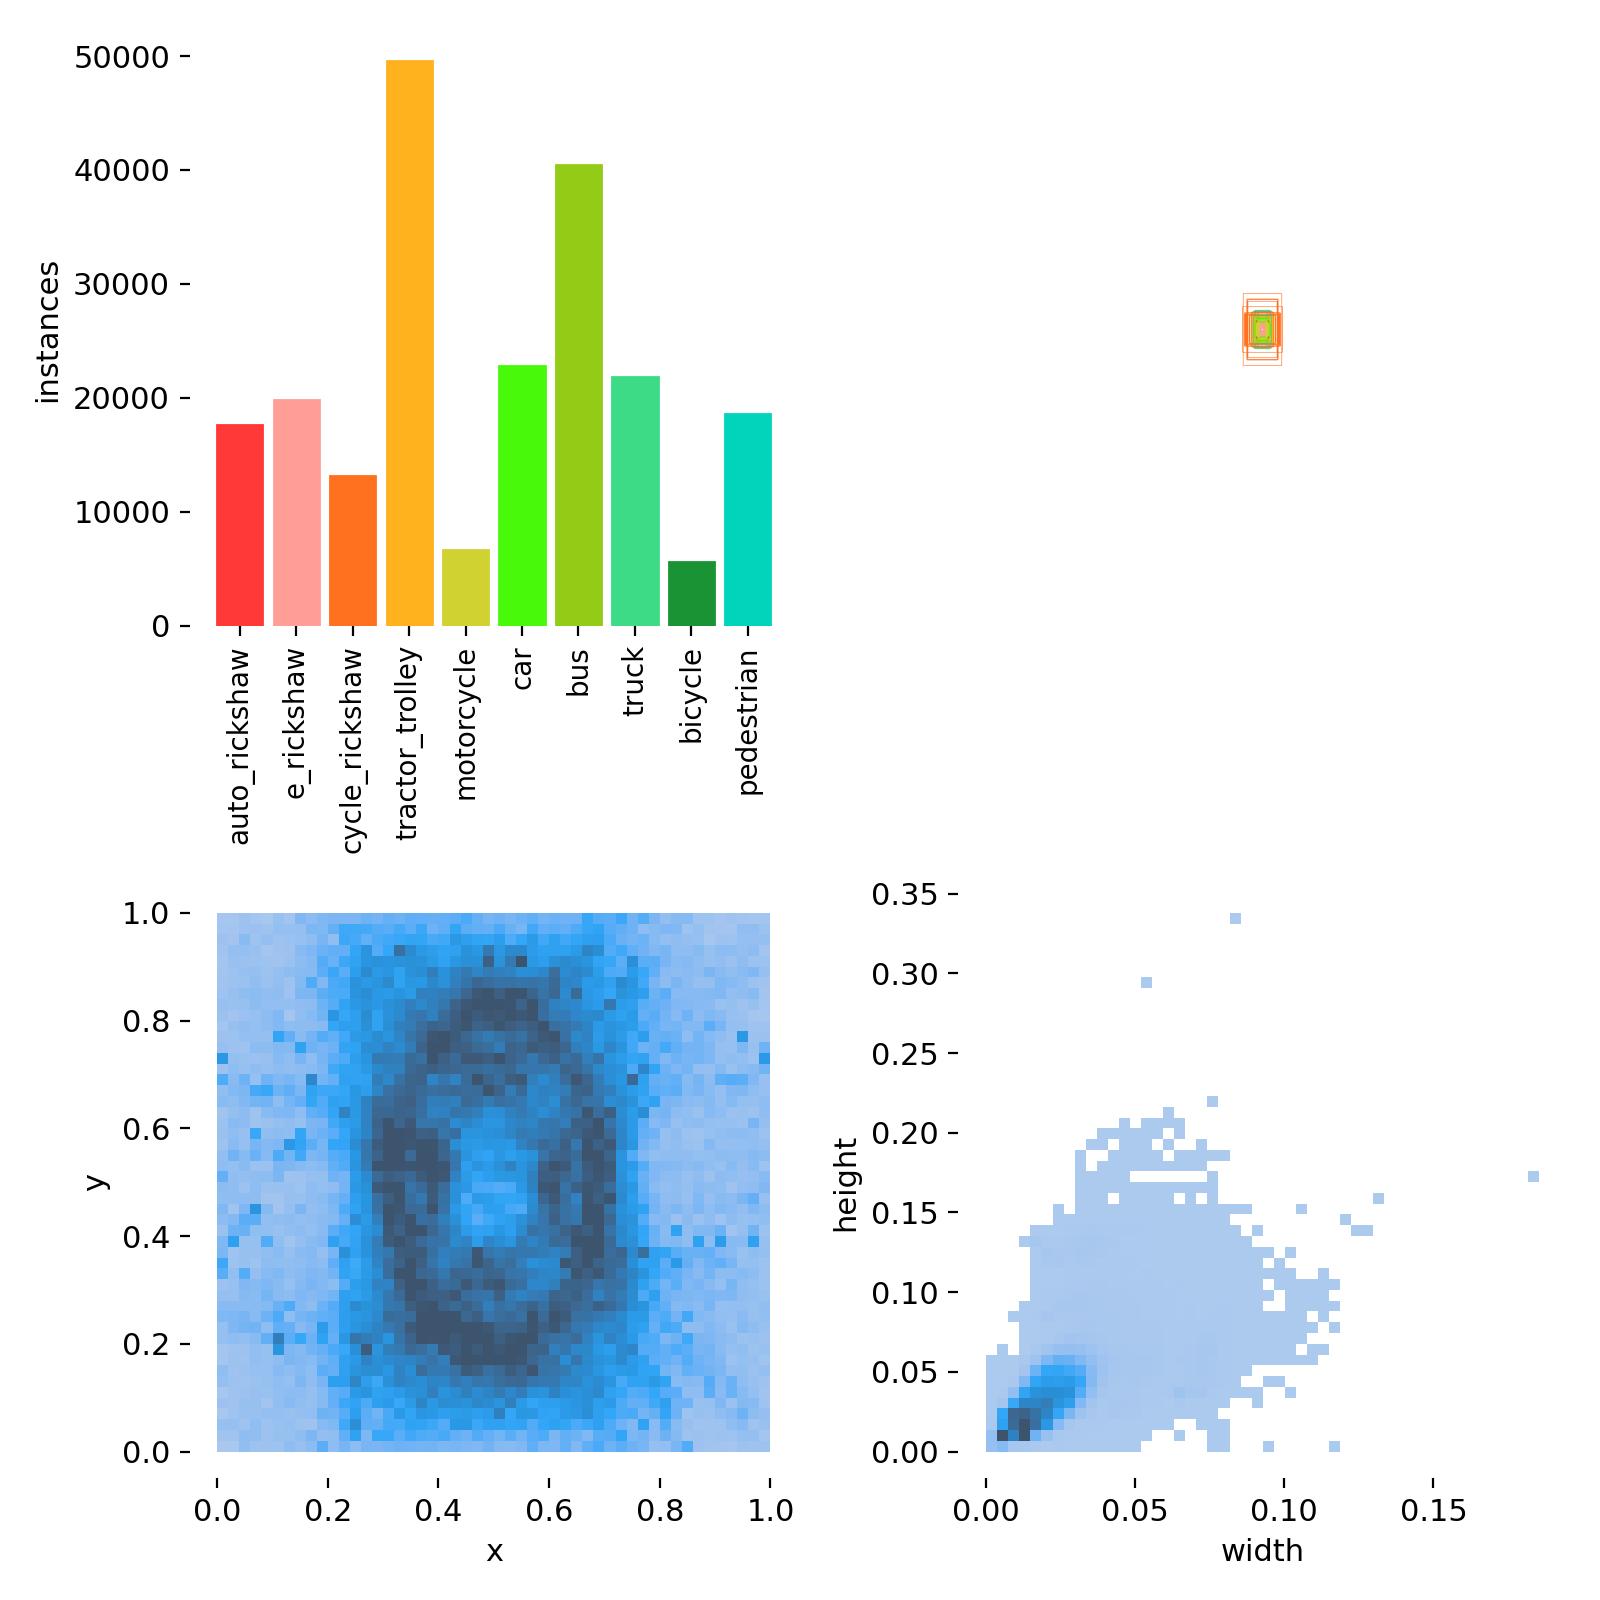 50000
40000
30000
20000
10000
0
instances
auto_rickshaw
e_rickshaw
cycle_rickshaw
tractor_trolley
motorcycle
car
bus
truck
bicycle
pedestrian
1.0
0.8
0.6
0.4
0.2
0.0
y
0.0 0.2 0.4 0.6 0.8 1.0
x
0.35
0.30
0.25
0.20
0.15
0.10
0.05
0.00
height
0.00 0.05 0.10 0.15
width